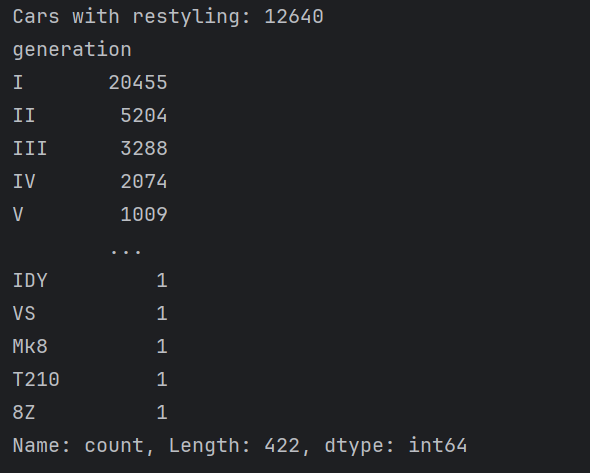 Cars with restyling: 12640
generation
I       20455
II       5204
III      3288
IV       2074
V        1009
        ...
IDY         1
VS          1
Mk8         1
T210        1
8Z          1
Name: count, Length: 422, dtype: int64